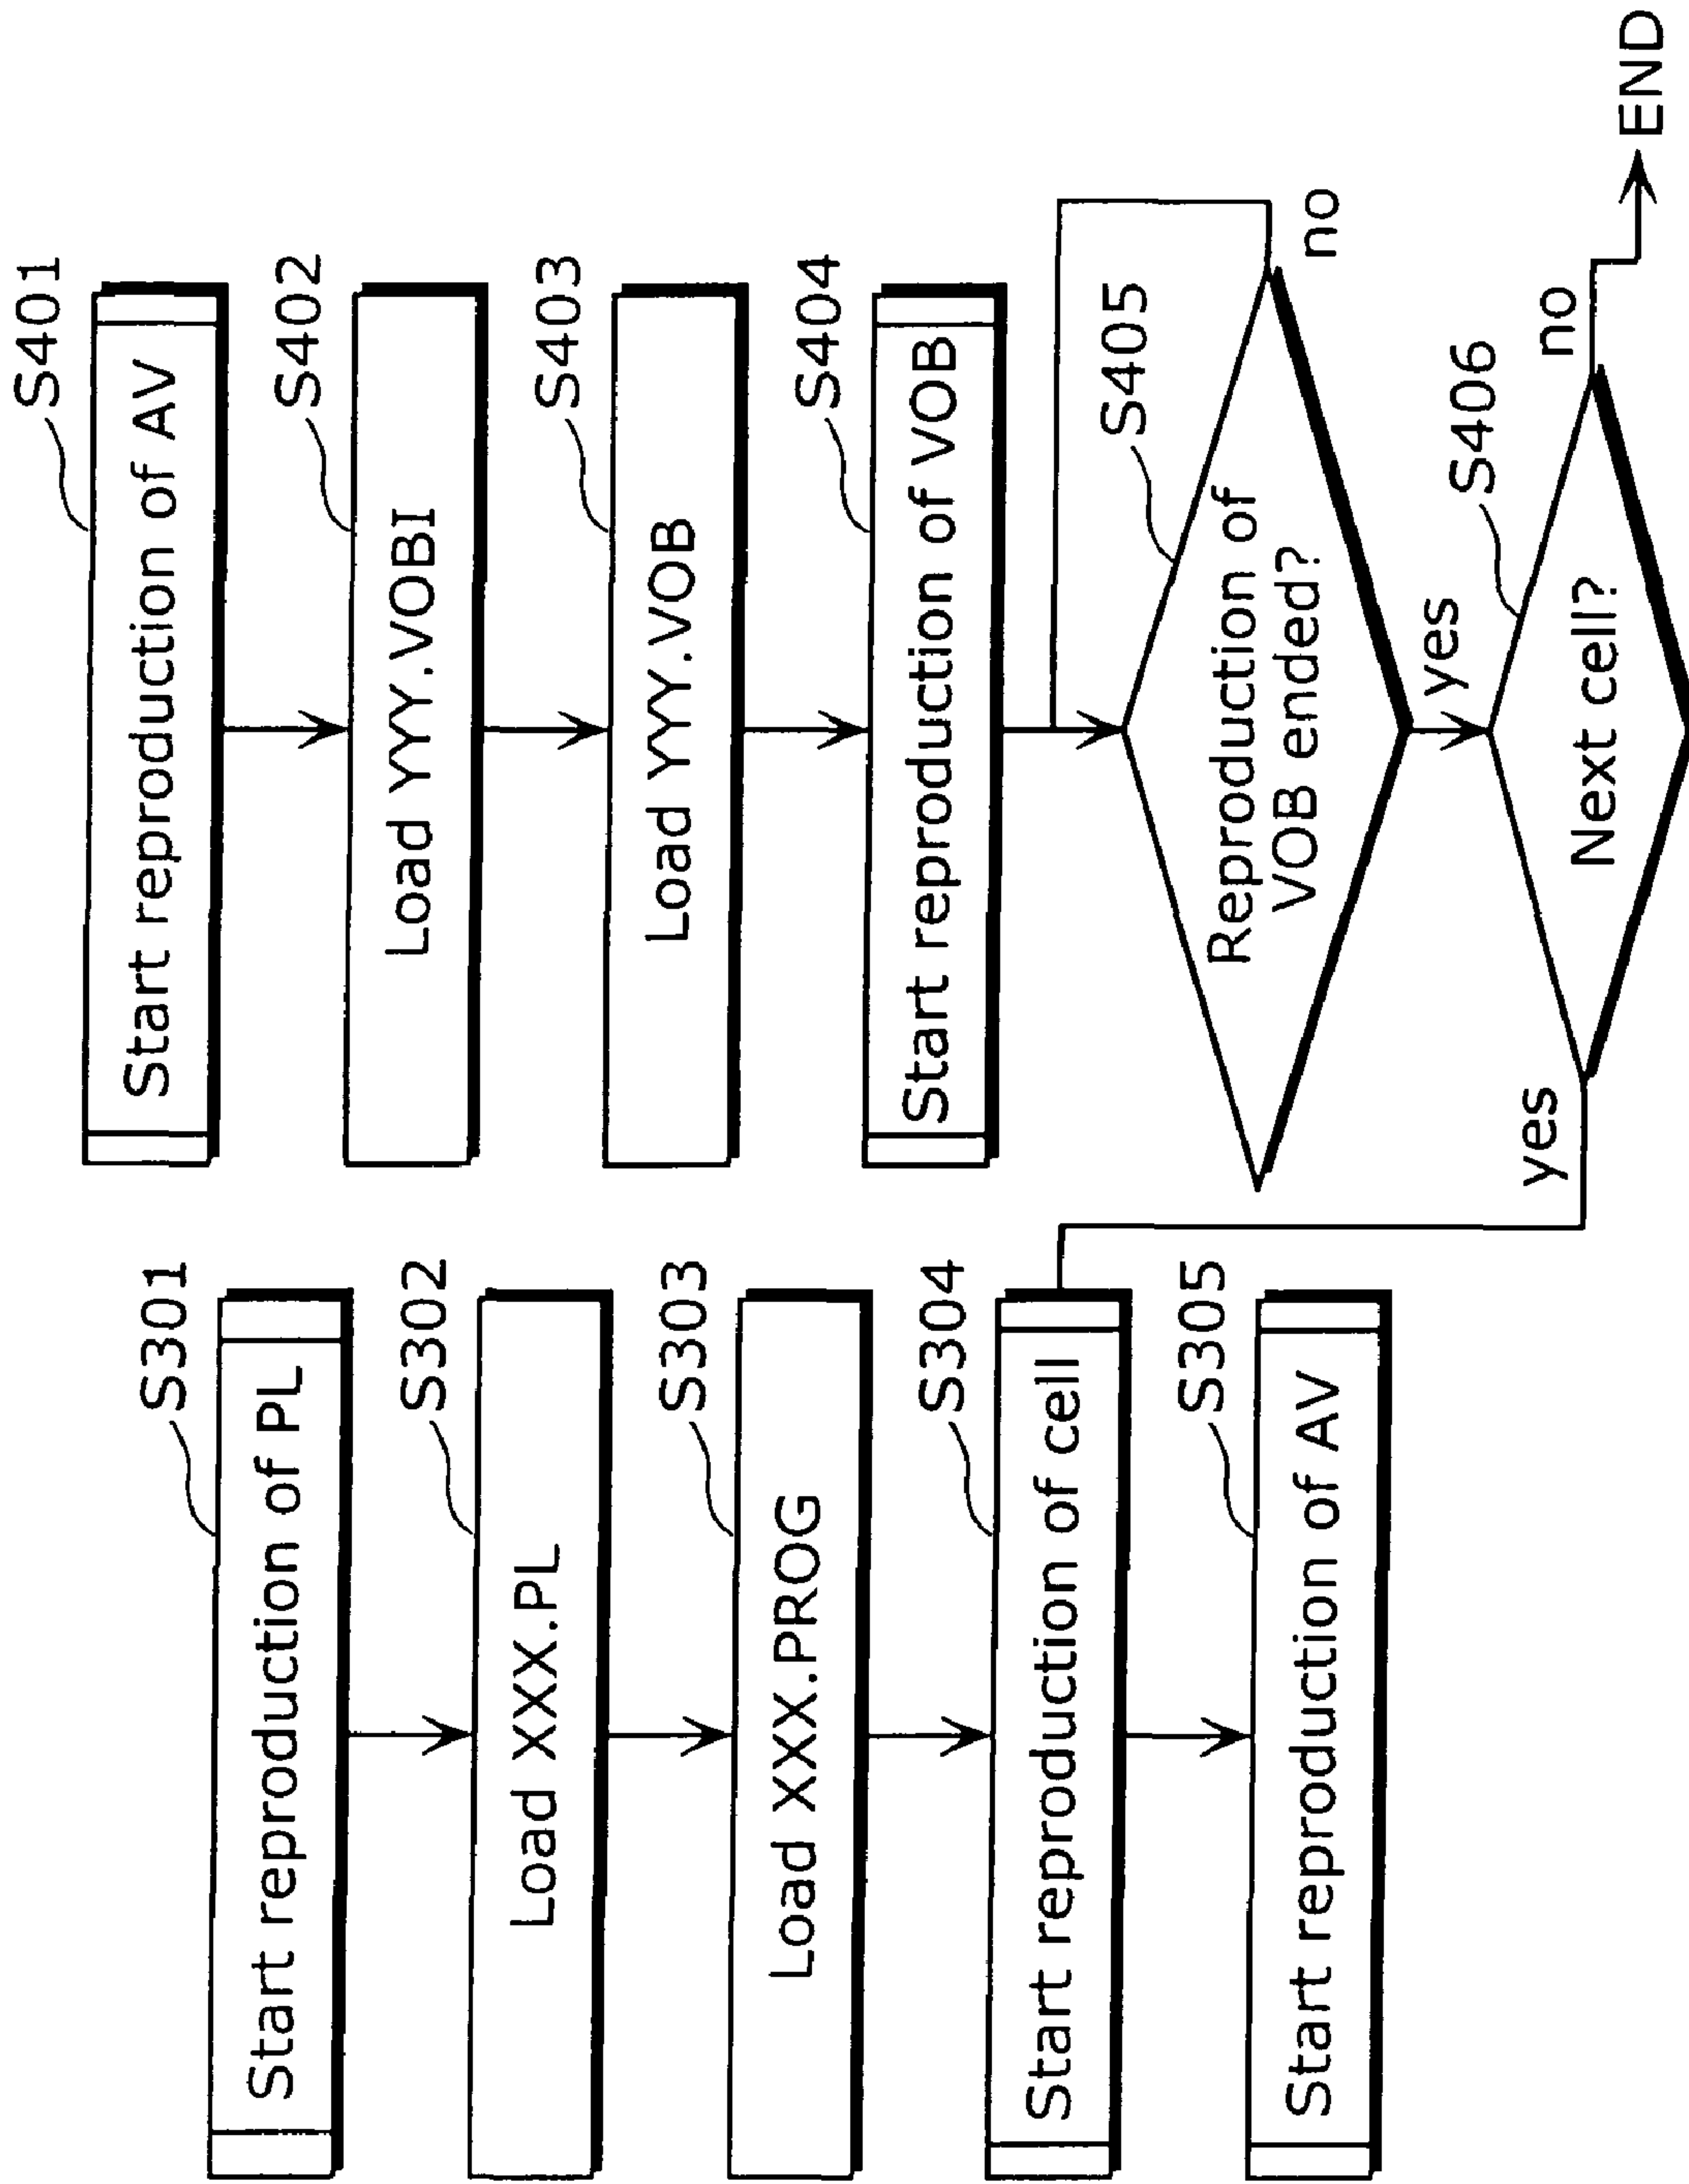 S301
Start reproduction of PL
S302
Load XXX.PL
S303
Load XXX.PROG
S304
Start reproduction of cell
S305
Start reproduction of AV
S401
Start reproduction of AV
S402
Load YYY.VOBI
S403
Load YYY.VOB
S404
Start reproduction of VOB
S405
Reproduction of
VOB ended?
no
yes
S406
Next cell?
yes
no
END